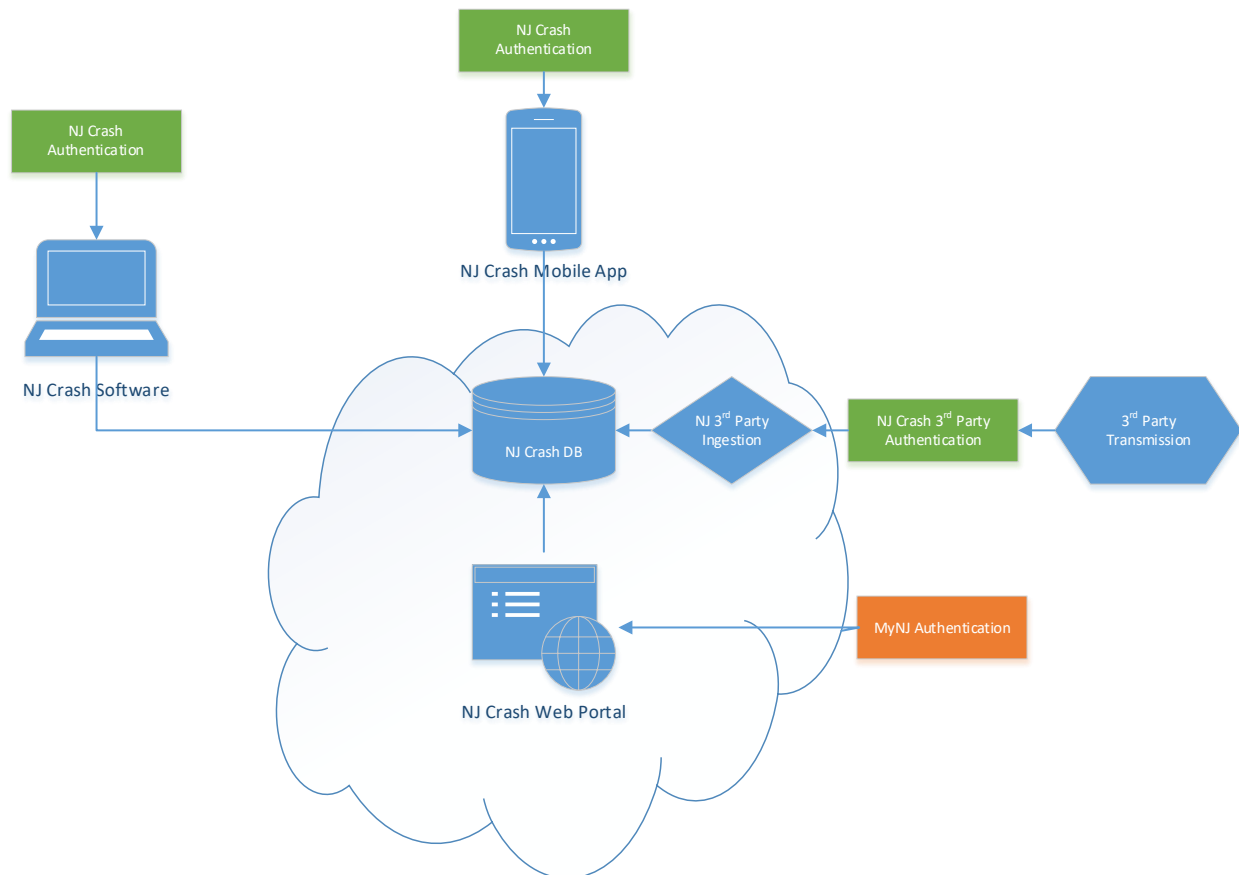 NJ Crash
Authentication
NJ Crash
Authentication
NJ Crash Mobile App
NJ Crash Software
NJ Crash DB
NJ 3rd Party
Ingestion
NJ Crash 3rd Party
Authentication
3rd Party
Transmission
MyNJ Authentication
NJ Crash Web Portal